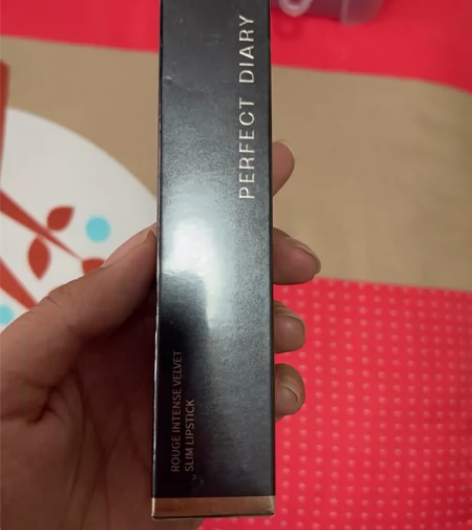 PERFECT DIARY
ROUGE INTENSE VELVET
SLIM LIPSTICK